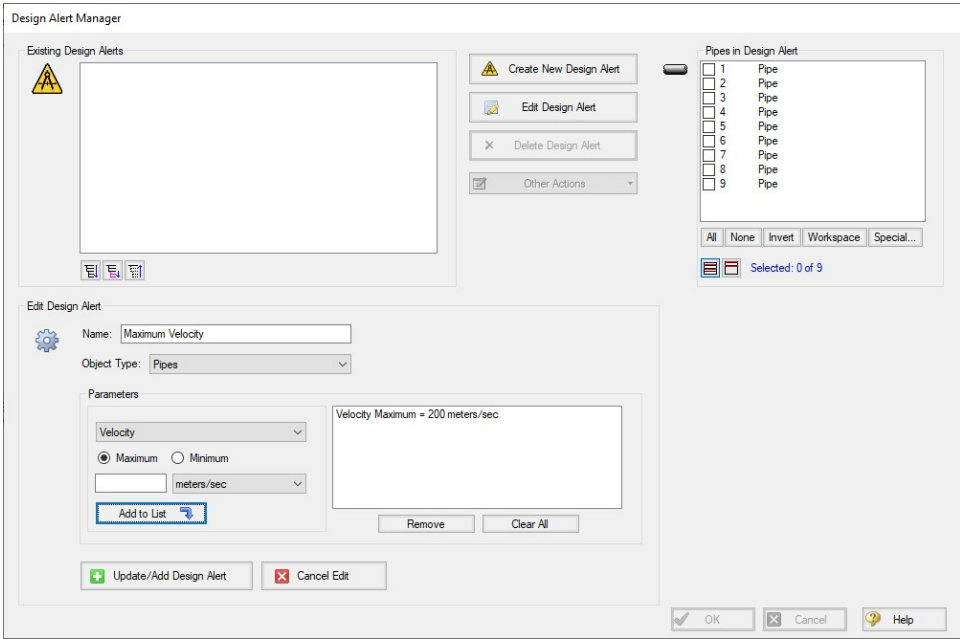 Design Alert Manager
Existing Design Alerts
Create New Design Alert
Edit Design Alert
Delete Design Alert
Other Actions
Pipes in Design Alert
1 Pipe
2 Pipe
3 Pipe
4 Pipe
5 Pipe
6 Pipe
7 Pipe
8 Pipe
9 Pipe
All None Invert Workspace Special...
Selected: 0 of 9
Edit Design Alert
Name: Maximum Velocity
Object Type: Pipes
Parameters
Velocity
Maximum Minimum
meters/sec
Add to List
Velocity Maximum = 200 meters/sec
Remove Clear All
Update/Add Design Alert Cancel Edit
OK Cancel Help